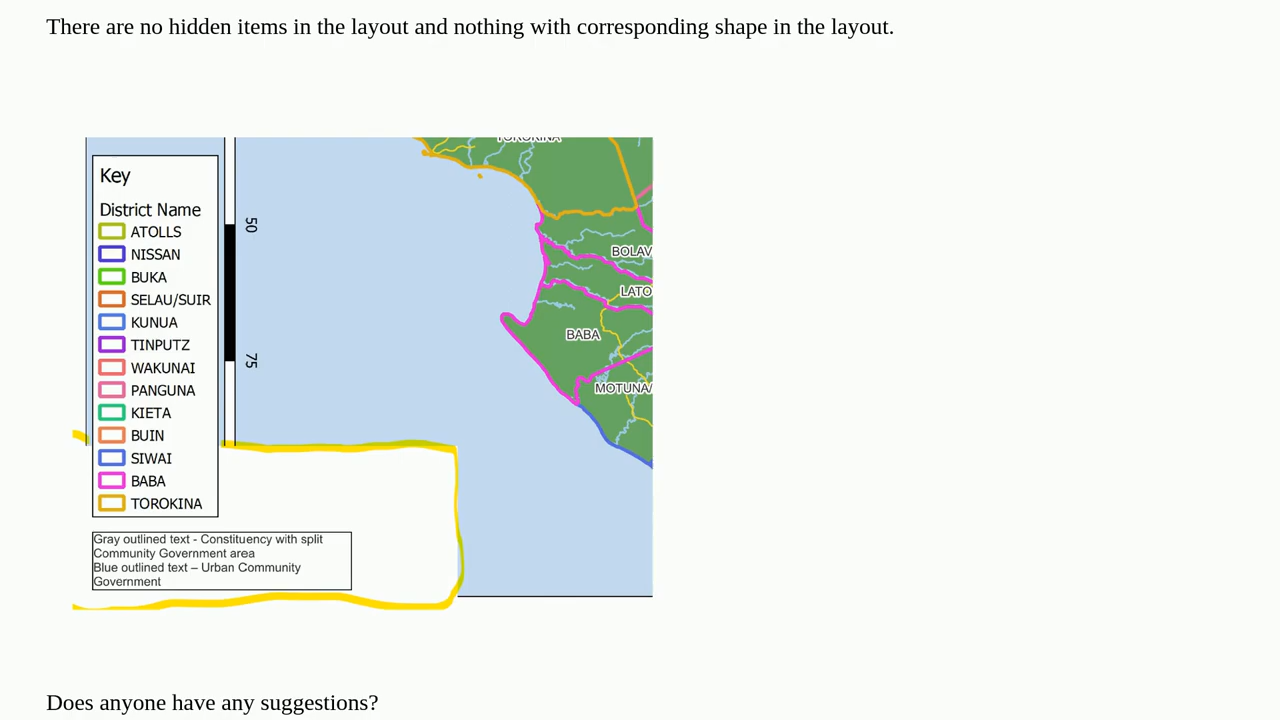 There are no hidden items in the layout and nothing with corresponding shape in the layout.
TOROKINA
Key
District Name
ATOLLS
NISSAN
BUKA
SELAU/SUIR
KUNUA
TINPUTZ
WAKUNAI
PANGUNA
KIETA
BUIN
SIWAI
BABA
TOROKINA
50
75
BOLAV
LATO
BABA
MOTUNA/
Gray outlined text - Constituency with split
Community Government area
Blue outlined text – Urban Community
Government
Does anyone have any suggestions?